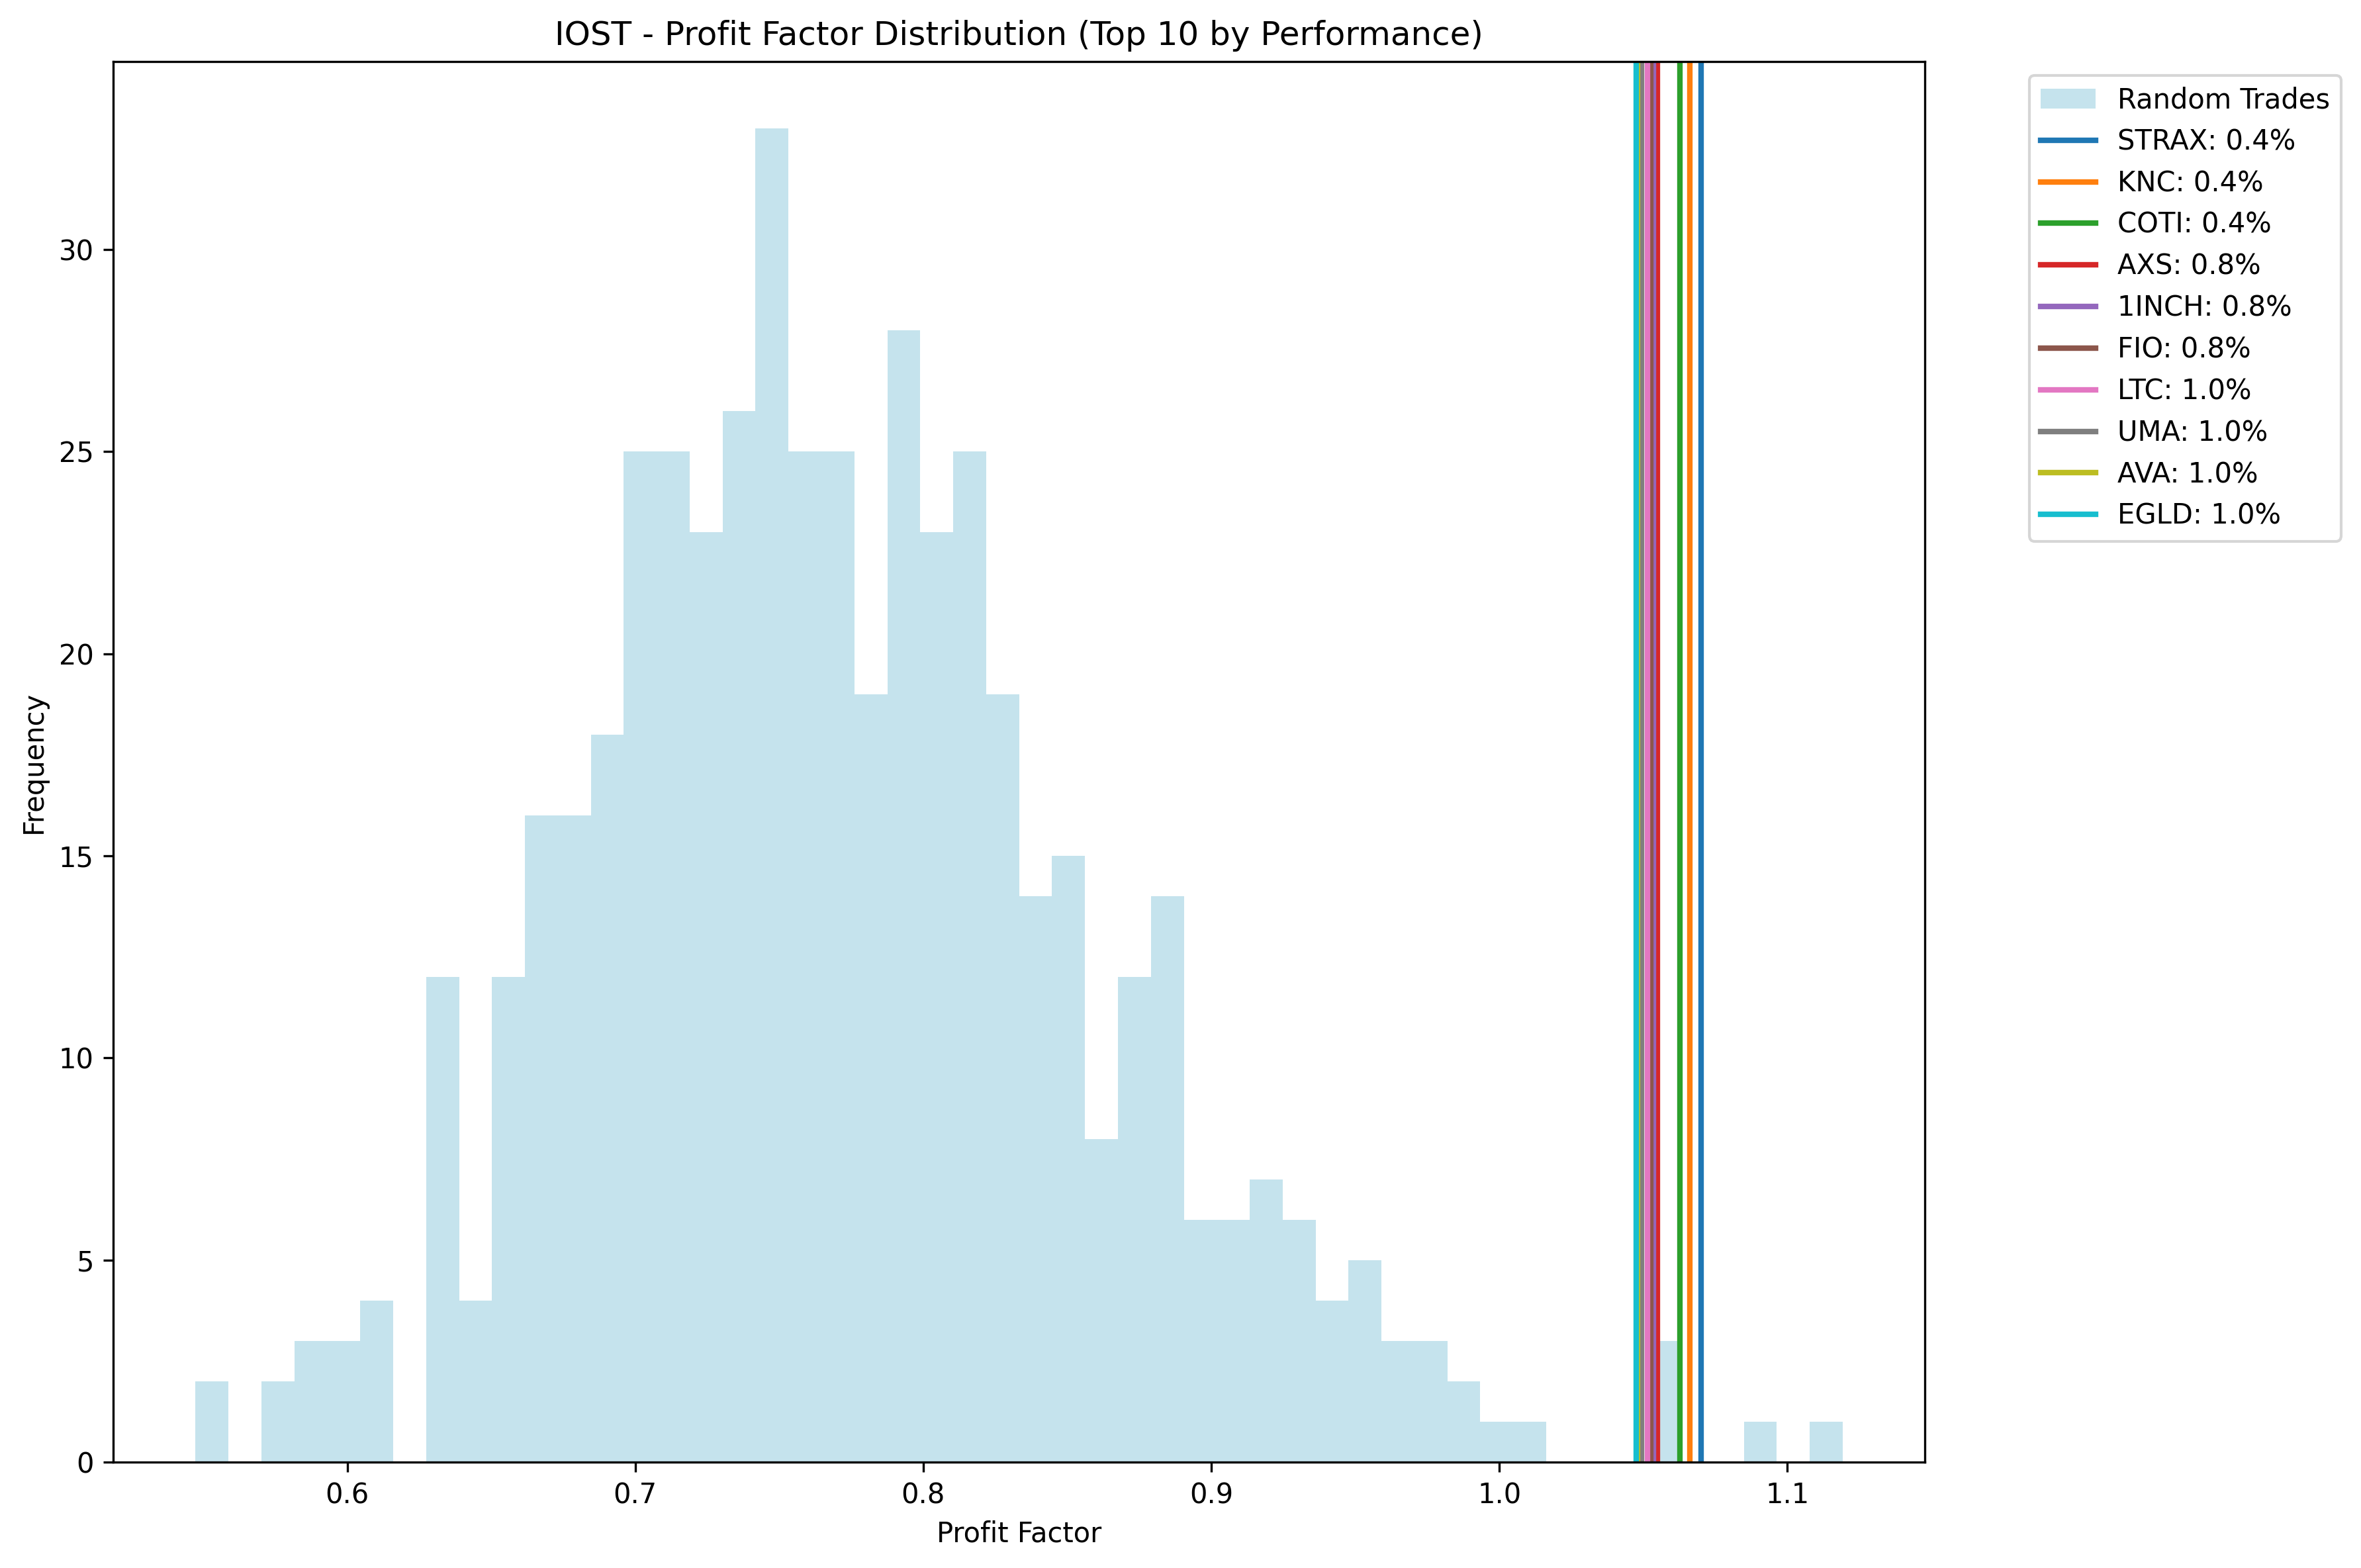 IOST - Profit Factor Distribution (Top 10 by Performance)
Random Trades
STRAX: 0.4%
KNC: 0.4%
COTI: 0.4%
AXS: 0.8%
1INCH: 0.8%
FIO: 0.8%
LTC: 1.0%
UMA: 1.0%
AVA: 1.0%
EGLD: 1.0%
Frequency
30
25
20
15
10
5
0
0.6 0.7 0.8 0.9 1.0 1.1
Profit Factor